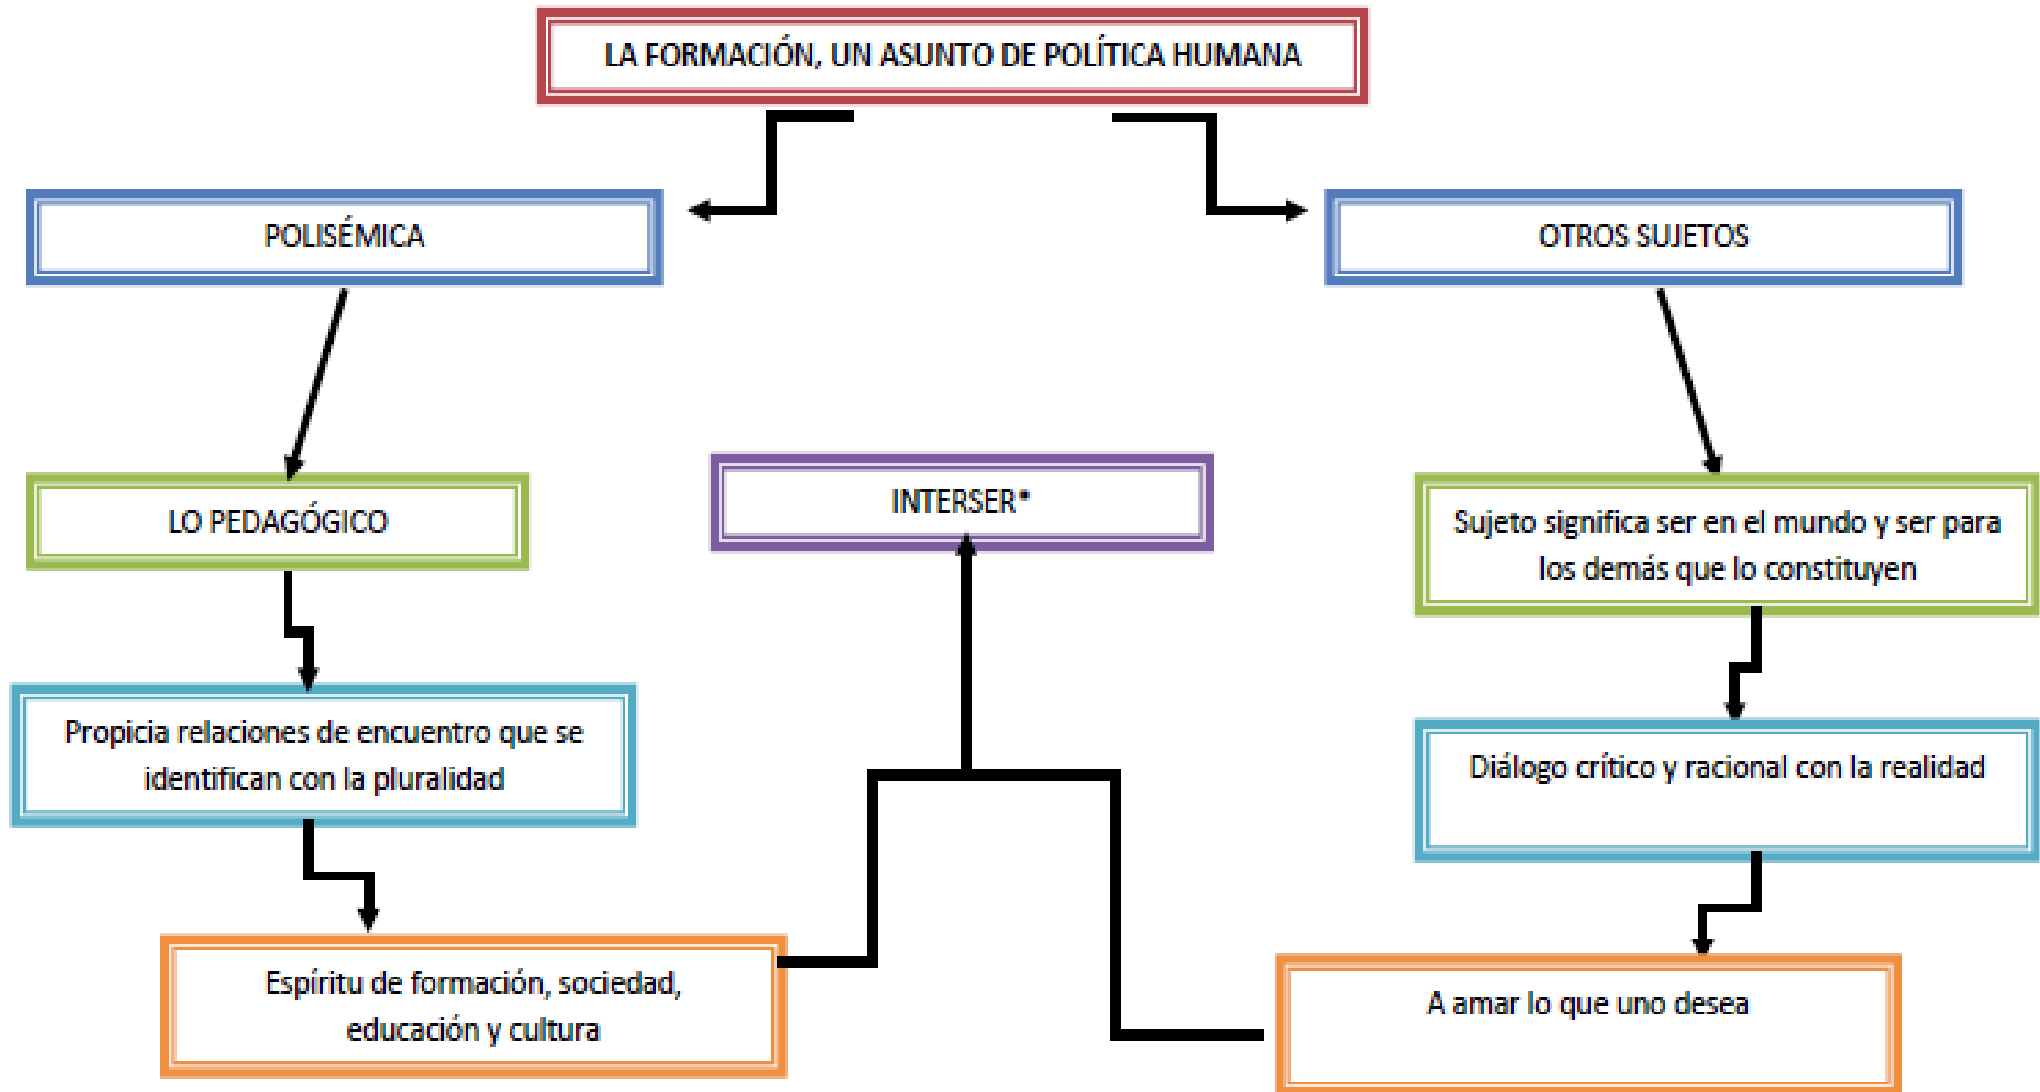 LA FORMACIÓN, UN ASUNTO DE POLÍTICA HUMANA
POLISÉMICA
OTROS SUJETOS
LO PEDAGÓGICO
INTERSER*
Sujeto significa ser en el mundo y ser para
los demás que lo constituyen
Propicia relaciones de encuentro que se
identifican con la pluralidad
Diálogo crítico y racional con la realidad
Espíritu de formación, sociedad,
educación y cultura
A amar lo que uno desea